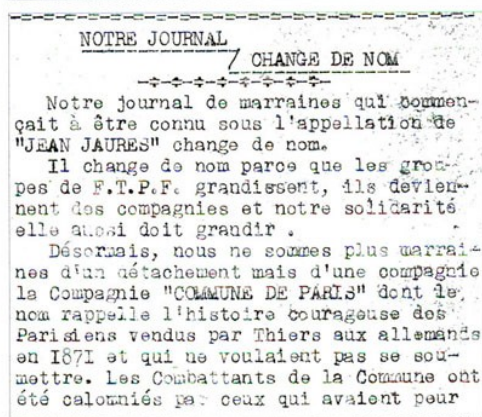 NOTRE JOURNAL
/ CHANGE DE NOM
Notre journal de marraines qui commen-
çait à être connu sous l'appellation de
"JEAN JAURES" change de nom.
Il change de nom parce que les grou-
pes de F.T.P.F. grandissent, ils devien-
nent des compagnies et notre solidarité
elle aussi doit grandir .
Désormais, nous ne sommes plus marrai-
nes d'un détachement mais d'une compagnie
la Compagnie "COMMUNE DE PARIS" dont le
nom rappelle l'histoire courageuse des
Parisiens vendus par Thiers aux allemands
en 1871 et qui ne voulaient pas se sou-
mettre. Les Combattants de la Commune ont
été calomniés par ceux qui avaient peur